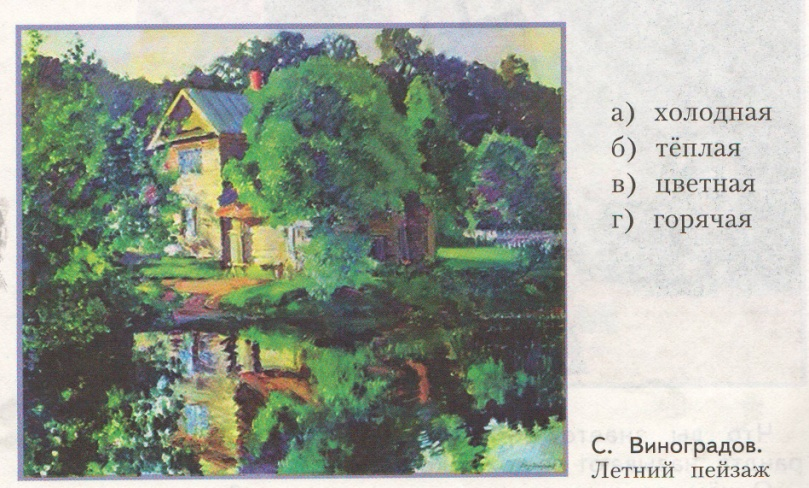 а) холодная
б) тёплая
в) цветная
г) горячая
С. Виноградов.
Летний пейзаж